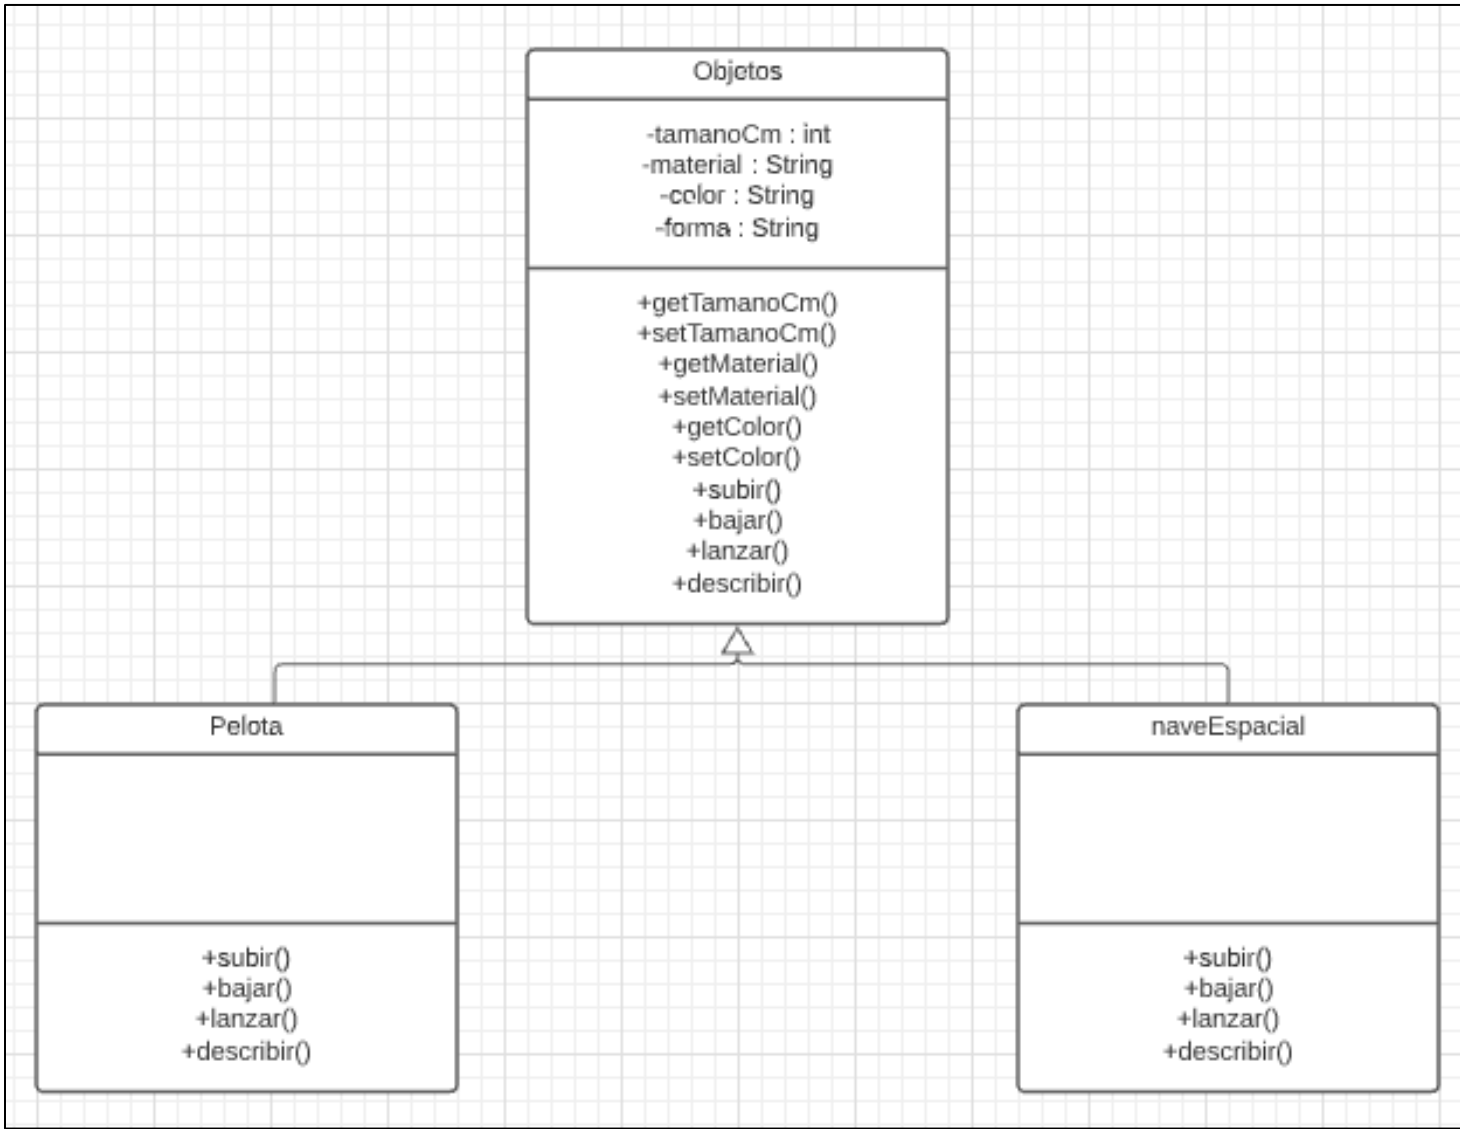 Objetos
-tamanoCm : int
-material : String
-color : String
-forma : String
+getTamanoCm()
+setTamanoCm()
+getMaterial()
+setMaterial()
+getColor()
+setColor()
+subir()
+bajar()
+lanzar()
+describir()
Pelota
+subir()
+bajar()
+lanzar()
+describir()
naveEspacial
+subir()
+bajar()
+lanzar()
+describir()